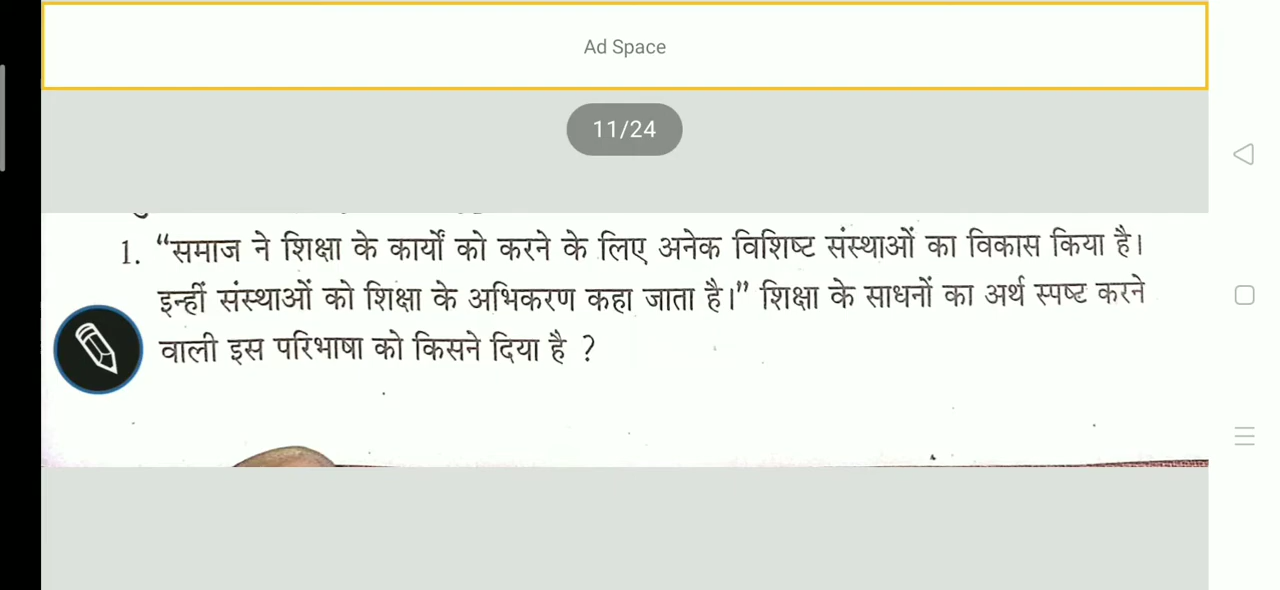 Ad Space
11/24
1. “समाज ने शिक्षा के कार्यों को करने के लिए अनेक विशिष्ट संस्थाओं का विकास किया है।
इन्हीं संस्थाओं को शिक्षा के अभिकरण कहा जाता है।” शिक्षा के साधनों का अर्थ स्पष्ट करने
वाली इस परिभाषा को किसने दिया है ?